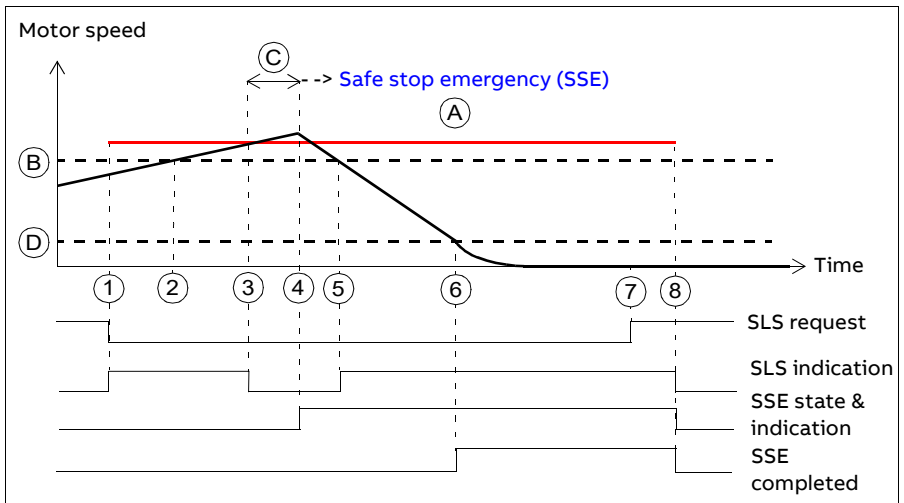 Motor speed
C
Safe stop emergency (SSE)
A
B
D
Time
1 2 3 4 5 6 7 8
SLS request
SLS indication
SSE state &
indication
SSE
completed